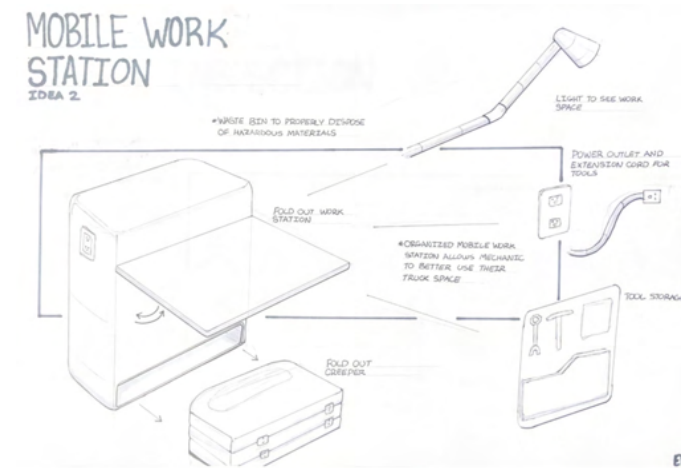 MOBILE WORK
STATION
IDEA 2
LIGHT TO SEE WORK
SPACE
*WASTE BIN TO PROPERLY DISPOSE
OF HAZARDOUS MATERIALS
POWER OUTLET AND
EXTENSION CORD FOR
TOOLS
FOLD OUT WORK
STATION
*ORGANIZED MOBILE WORK
STATION ALLOWS MECHANIC
TO BETTER USE THEIR
TRUCK SPACE
TOOL STORAG
FOLD OUT
CREEPER